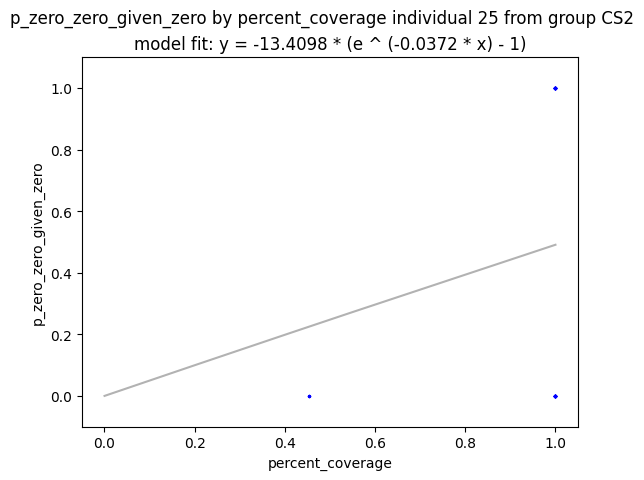 p_zero_zero_given_zero by percent_coverage individual 25 from group CS2
model fit: y = -13.4098 * (e ^ (-0.0372 * x) - 1)
1.0
0.8
0.6
0.4
0.2
0.0
p_zero_zero_given_zero
0.0 0.2 0.4 0.6 0.8 1.0
percent_coverage